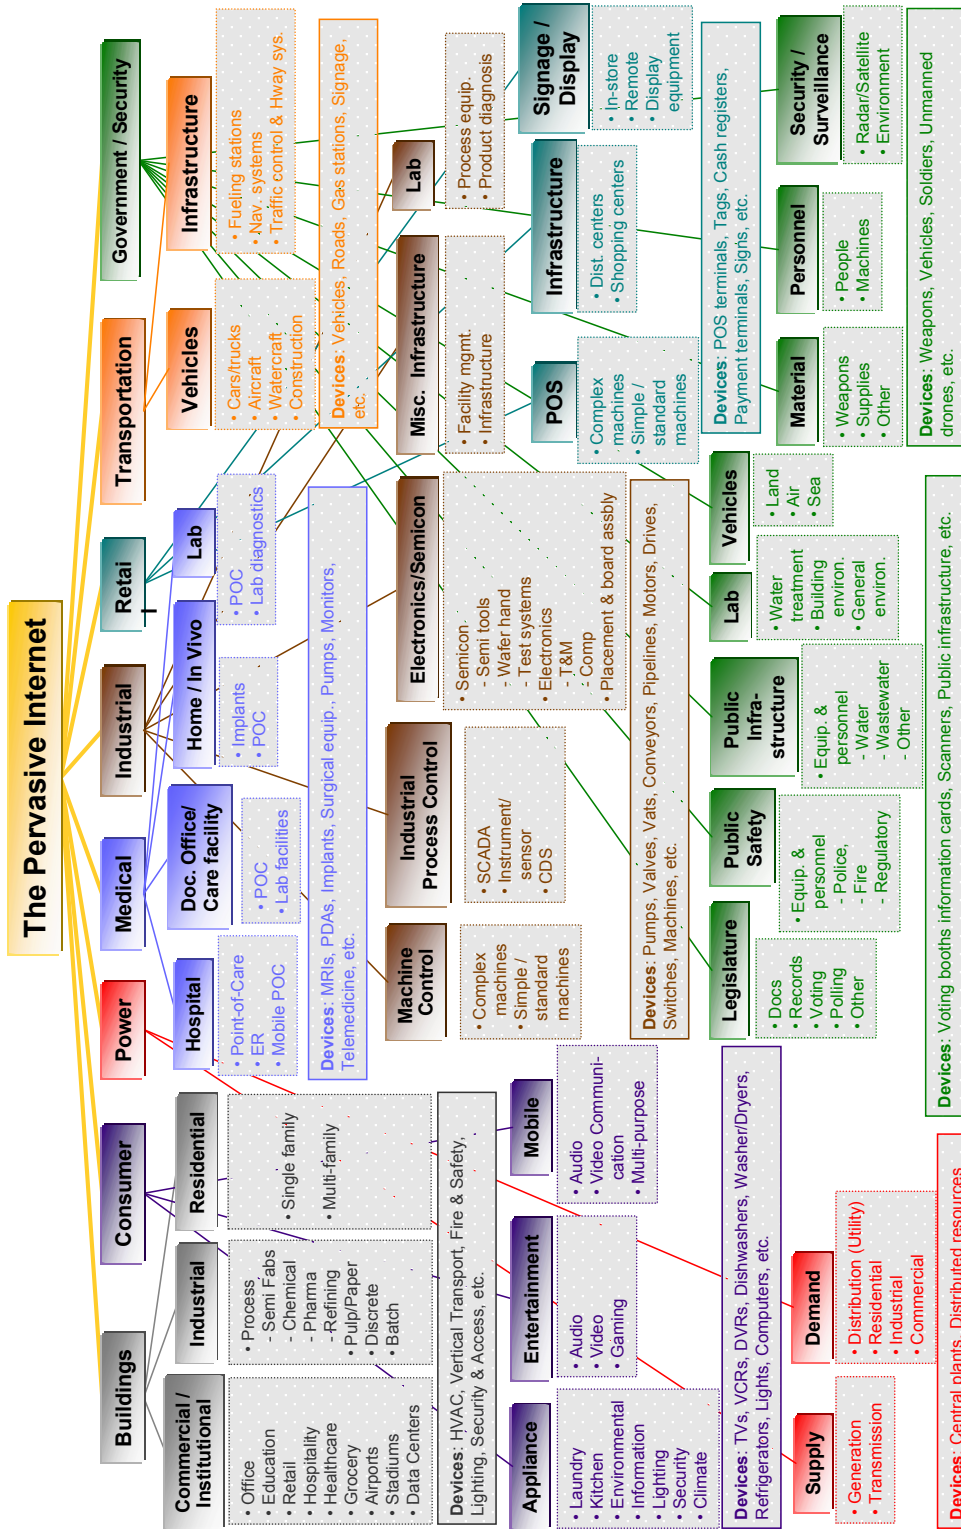 The Pervasive Internet
Buildings
Consumer
Power
Medical
Industrial
Retai
l
Transportation
Government / Security
Commercial /
Institutional
• Office
• Education
• Retail
• Hospitality
• Healthcare
• Grocery
• Airports
• Stadiums
• Data Centers
Industrial
• Process
- Semi Fabs
- Chemical
- Pharma
- Refining
• Pulp/Paper
• Discrete
• Batch
Residential
• Single family
• Multi-family
Devices: HVAC, Vertical Transport, Fire & Safety,
Lighting, Security & Access, etc.
Hospital
• Point-of-Care
• ER
• Mobile POC
Doc. Office/
Care facility
• POC
• Lab facilities
Home / In Vivo
• Implants
• POC
Lab
• POC
• Lab diagnostics
Devices: MRIs, PDAs, Implants, Surgical equip., Pumps, Monitors,
Telemedicine, etc.
Vehicles
• Cars/trucks
• Aircraft
• Watercraft
• Construction
Infrastructure
• Fueling stations
• Nav. systems
• Traffic control & Hway sys.
Devices: Vehicles, Roads, Gas stations, Signage,
etc.
Machine
Control
• Complex
machines
• Simple /
standard
machines
Industrial
Process Control
• SCADA
• Instrument/
sensor
• CDS
Electronics/Semicon
• Semicon
- Semi tools
- Wafer hand
- Test systems
• Electronics
- T&M
- Comp
• Placement & board assbly
Misc. Infrastructure
• Facility mgmt.
• Infrastructure
Lab
• Process equip.
• Product diagnosis
Devices: Pumps, Valves, Vats, Conveyors, Pipelines, Motors, Drives,
Switches, Machines, etc.
Appliance
• Laundry
• Kitchen
• Environmental
• Information
• Lighting
• Security
• Climate
Entertainment
• Audio
• Video
• Gaming
Mobile
• Audio
• Video Communi-
cation
• Multi-purpose
Devices: TVs, VCRs, DVRs, Dishwashers, Washer/Dryers,
Refrigerators, Lights, Computers, etc.
POS
• Complex
machines
• Simple /
standard
machines
Infrastructure
• Dist. centers
• Shopping centers
Signage /
Display
• In-store
• Remote
• Display
equipment
Devices: POS terminals, Tags, Cash registers,
Payment terminals, Signs, etc.
Legislature
• Docs
• Records
• Voting
• Polling
• Other
Public
Safety
• Equip. &
personnel
- Police,
- Fire
- Regulatory
Public
Infra-
structure
• Equip. &
personnel
- Water
- Wastewater
- Other
Lab
• Water
treatment
• Building
environ.
• General
environ.
Vehicles
• Land
• Air
• Sea
Material
• Weapons
• Supplies
• Other
Personnel
• People
• Machines
Security /
Surveillance
• Radar/Satellite
• Environment
Devices: Weapons, Vehicles, Soldiers, Unmanned
drones, etc.
Devices: Voting booths information cards, Scanners, Public infrastructure, etc.
Supply
• Generation
• Transmission
Demand
• Distribution (Utility)
• Residential
• Industrial
• Commercial
Devices: Central plants, Distributed resources